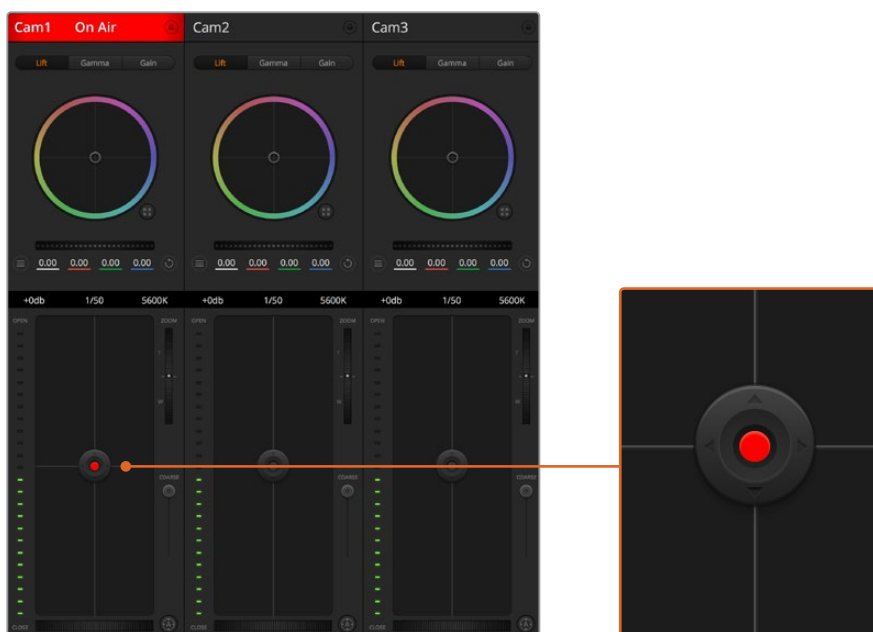 Cam1 On Air Cam2 Cam3
Lift Gamma Gain Lift Gamma Gain Lift Gamma Gain
0.00 0.00 0.00 0.00 0.00 0.00 0.00 0.00 0.00 0.00 0.00 0.00
+0db 1/50 5600K +0db 1/50 5600K +0db 1/50 5600K
OPEN ZOOM OPEN ZOOM OPEN ZOOM
T T T
W W W
COARSE COARSE COARSE
CLOSE CLOSE CLOSE